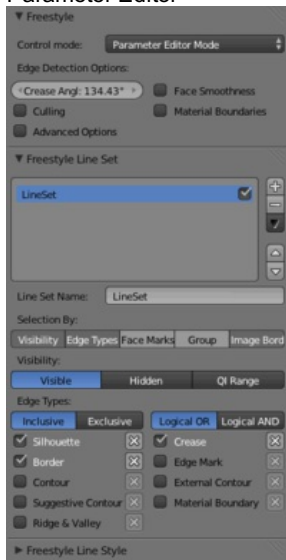 Parameter Editor
Freestyle
Control mode: Parameter Editor Mode
Edge Detection Options:
Crease Angl: 134.43° Face Smoothness
Culling Material Boundaries
Advanced Options
Freestyle Line Set
LineSet
Line Set Name: LineSet
Selection By:
Visibility Edge Types Face Marks Group Image Bord
Visibility:
Visible Hidden QI Range
Edge Types:
Inclusive Exclusive Logical OR Logical AND
Silhouette Crease
Border Edge Mark
Contour External Contour
Suggestive Contour Material Boundary
Ridge & Valley
Freestyle Line Style